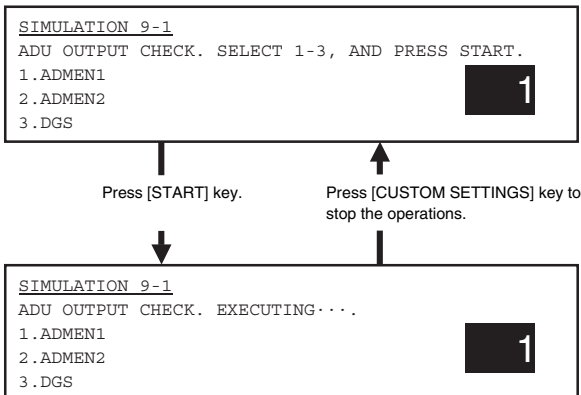 SIMULATION 9-1
ADU OUTPUT CHECK. SELECT 1-3, AND PRESS START.
1.ADMEN1
2.ADMEN2
3.DGS
1
Press [START] key.
Press [CUSTOM SETTINGS] key to
stop the operations.
SIMULATION 9-1
ADU OUTPUT CHECK. EXECUTING···.
1.ADMEN1
2.ADMEN2
3.DGS
1